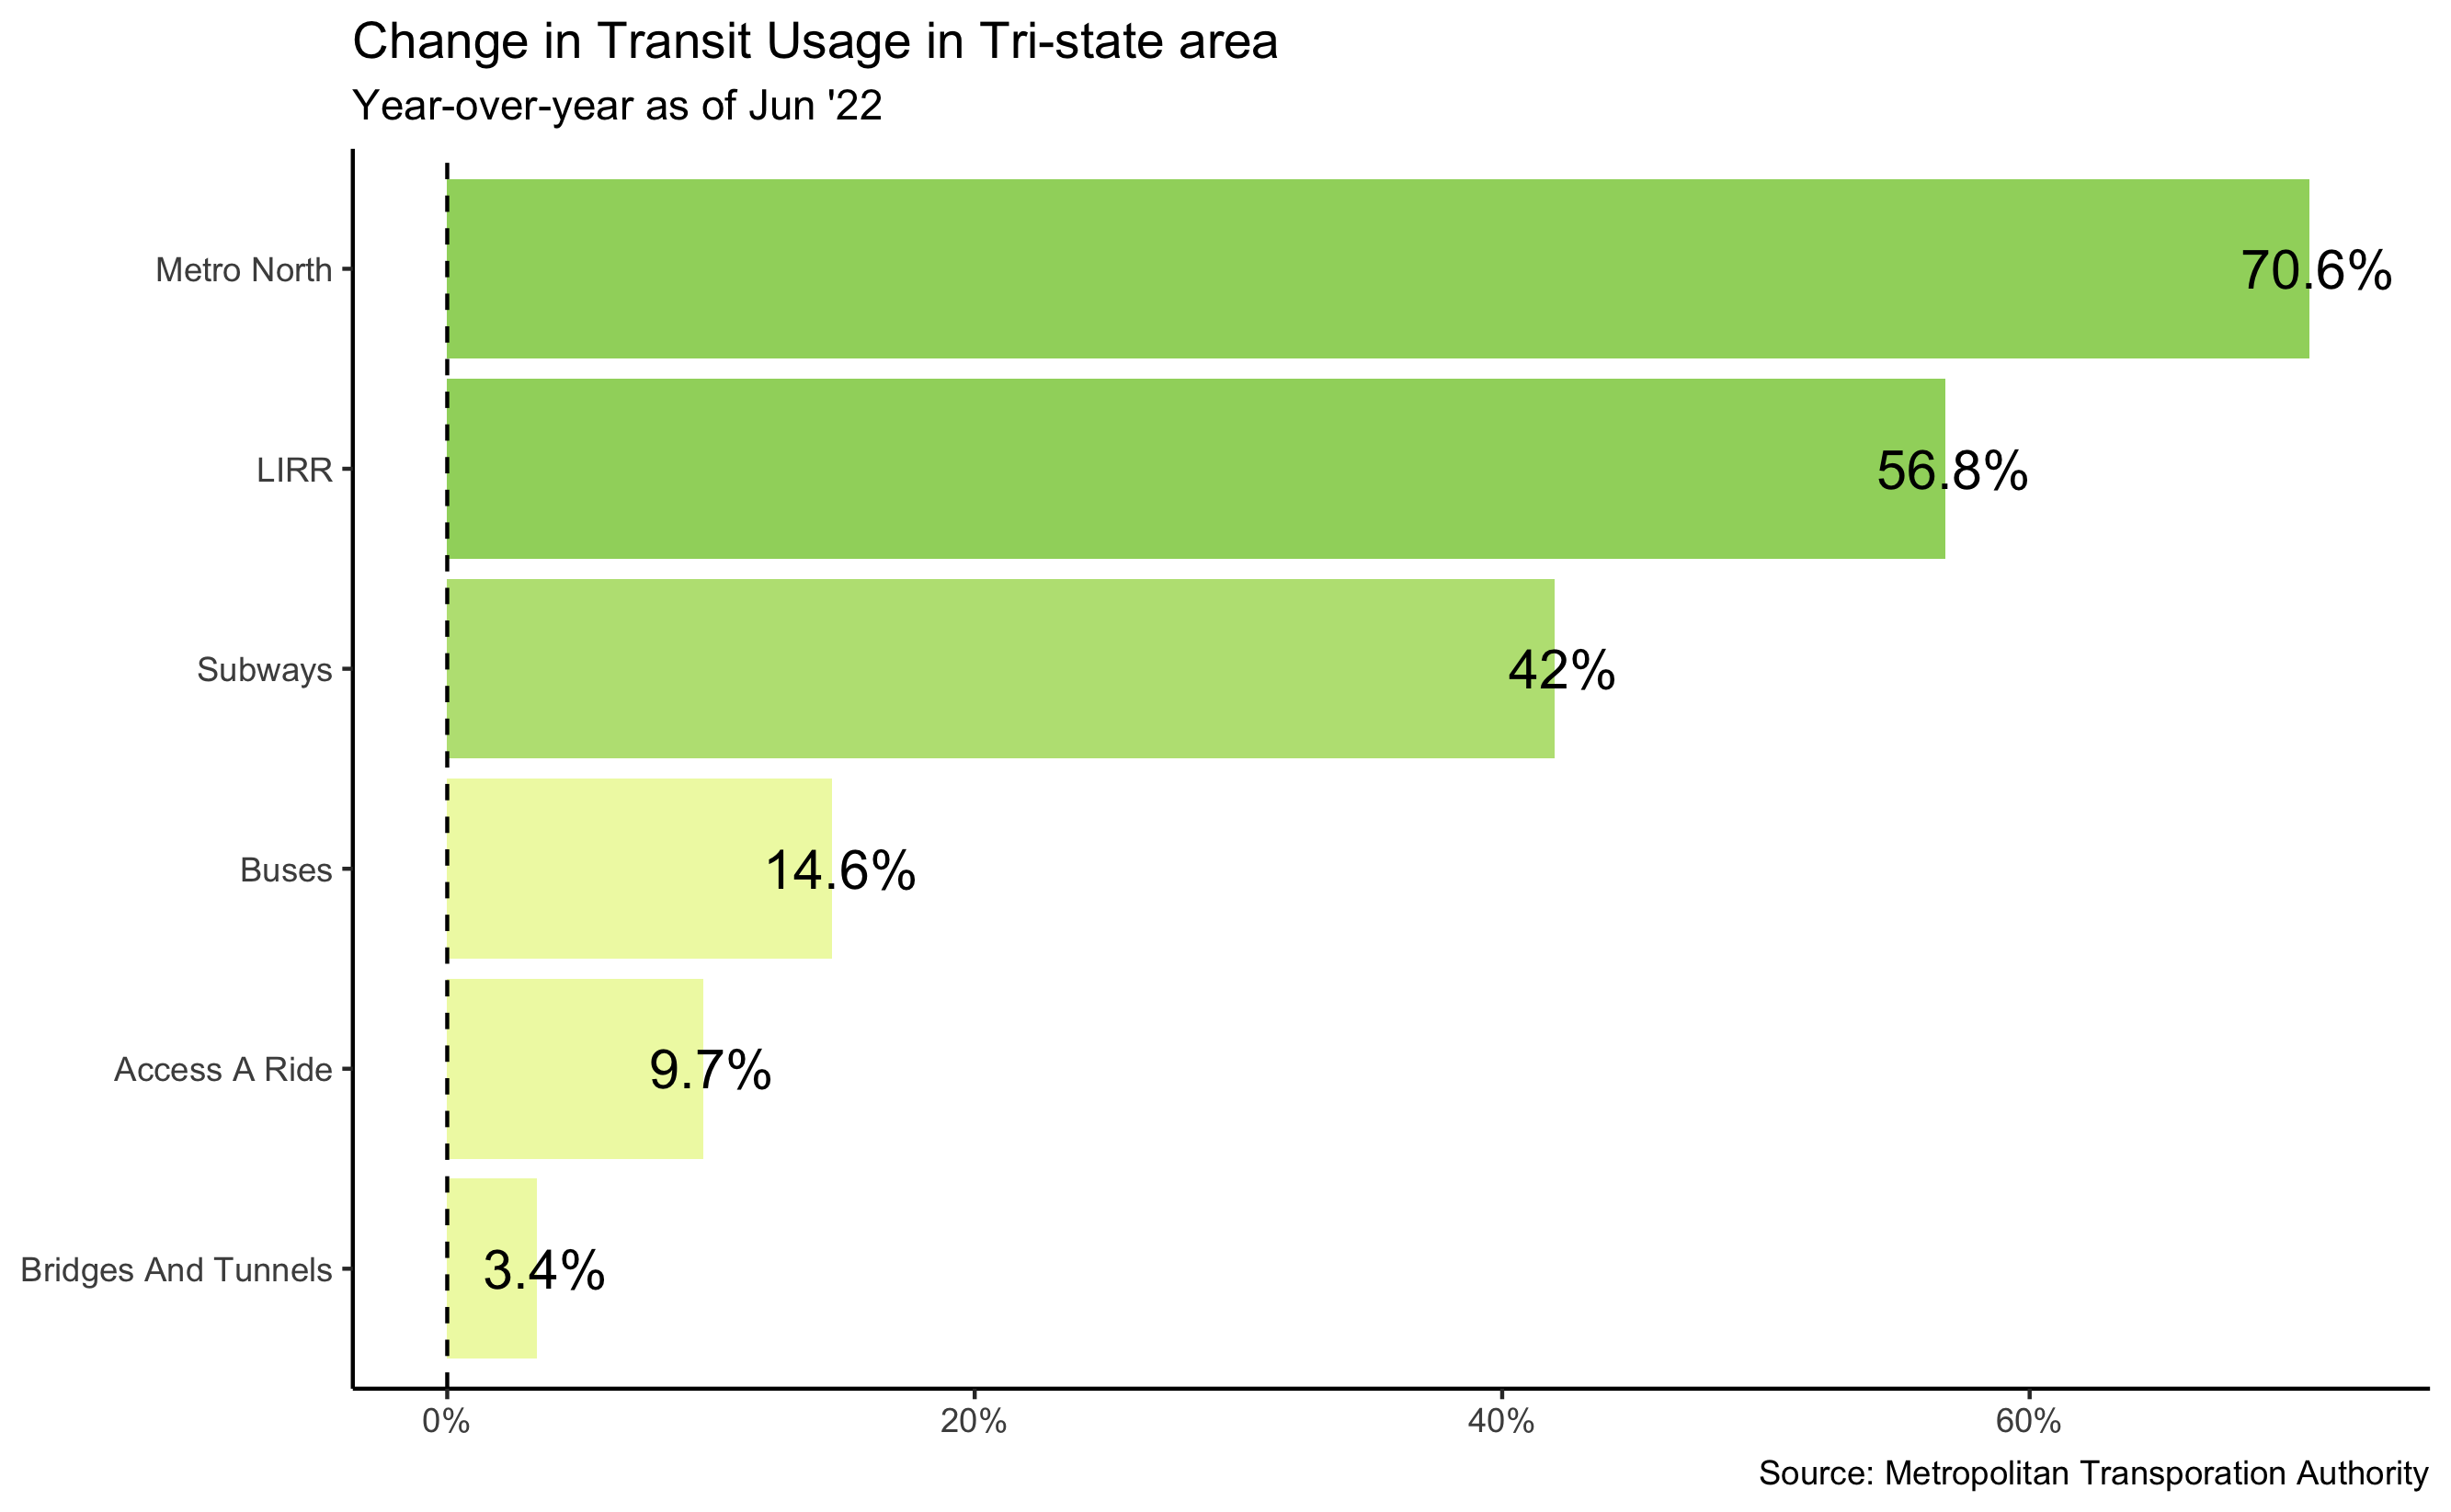 Change in Transit Usage in Tri-state area
Year-over-year as of Jun '22
Metro North 70.6%
LIRR 56.8%
Subways 42%
Buses 14.6%
Access A Ride 9.7%
Bridges And Tunnels 3.4%
0% 20% 40% 60%
Source: Metropolitan Transporation Authority